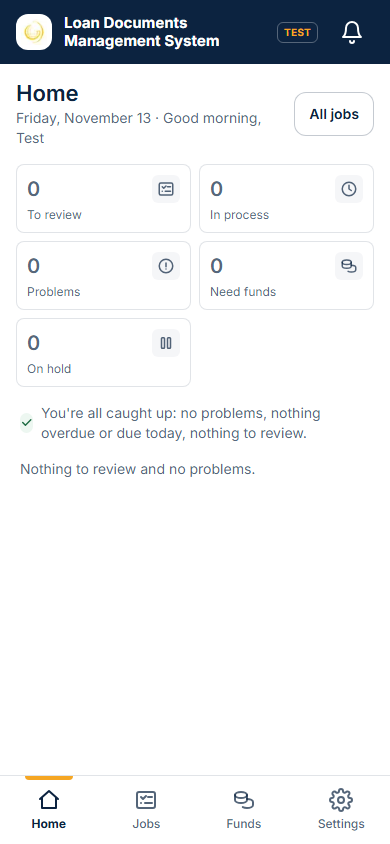 Loan Documents
Management System
TEST
Home
Friday, November 13 · Good morning,
Test
All jobs
0
To review
0
In process
0
Problems
0
Need funds
0
On hold
You're all caught up: no problems, nothing
overdue or due today, nothing to review.
Nothing to review and no problems.
Home
Jobs
Funds
Settings